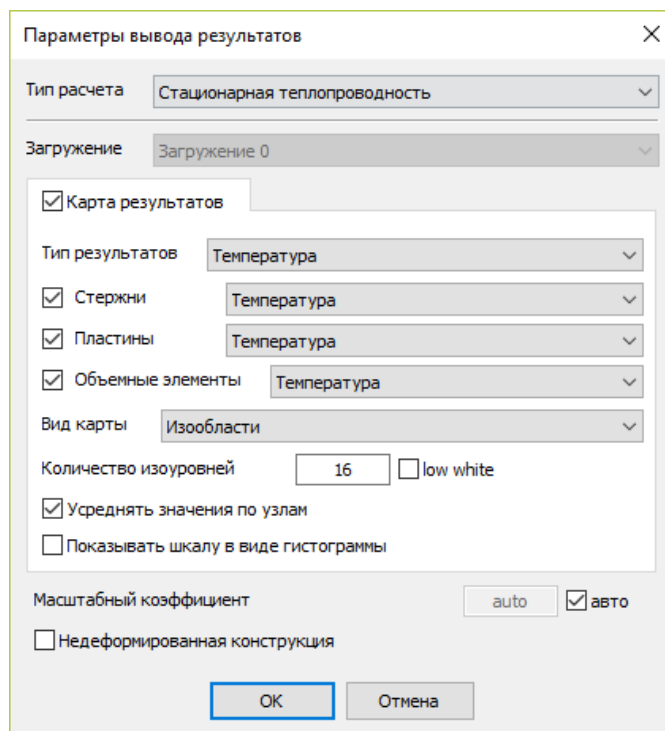 Параметры вывода результатов
Тип расчета Стационарная теплопроводность
Загружение Загружение 0
Карта результатов
Тип результатов Температура
Стержни Температура
Пластины Температура
Объемные элементы Температура
Вид карты Изообласти
Количество изоуровней 16 low white
Усреднять значения по узлам
Показывать шкалу в виде гистограммы
Масштабный коэффициент auto авто
Недеформированная конструкция
OK Отмена